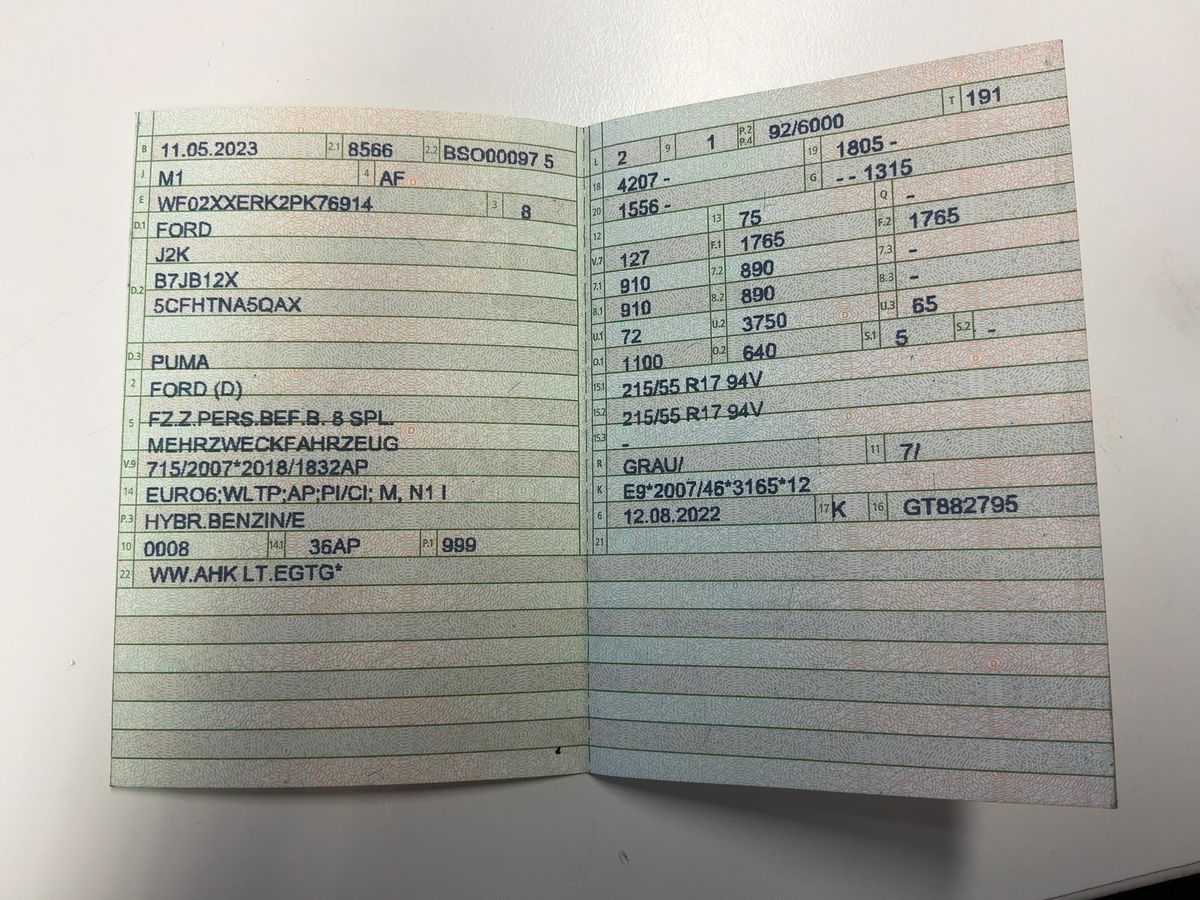 B 11.05.2023 2.1 8566 2.2 BSO00097 5
J M1 4 AF
E WF02XXERK2PK76914 3 8
D.1 FORD
J2K
D.2 B7JB12X
5CFHTNA5QAX
D.3 PUMA
2 FORD (D)
5 FZ.Z.PERS.BEF.B. 8 SPL.
MEHRZWECKFAHRZEUG
V.9 715/2007*2018/1832AP
14 EURO6;WLTP;AP;PI/CI; M, N1 I
P.3 HYBR.BENZIN/E
10 0008 14.1 36AP P.1 999
22 WW.AHK LT.EGTG*
L 2 9 1 P.2 P.4 92/6000 T 191
18 4207 - 19 1805 -
20 1556 - G - - 1315
12 13 75 Q -
V.7 127 F.1 1765 F.2 1765
7.1 910 7.2 890 7.3 -
8.1 910 8.2 890 8.3 -
U.1 72 U.2 3750 U.3 65
O.1 1100 O.2 640 S.1 5 S.2 -
15.1 215/55 R17 94V
15.2 215/55 R17 94V
15.3 -
R GRAU/ 11 7/
K E9*2007/46*3165*12
6 12.08.2022 17 K 16 GT882795
21